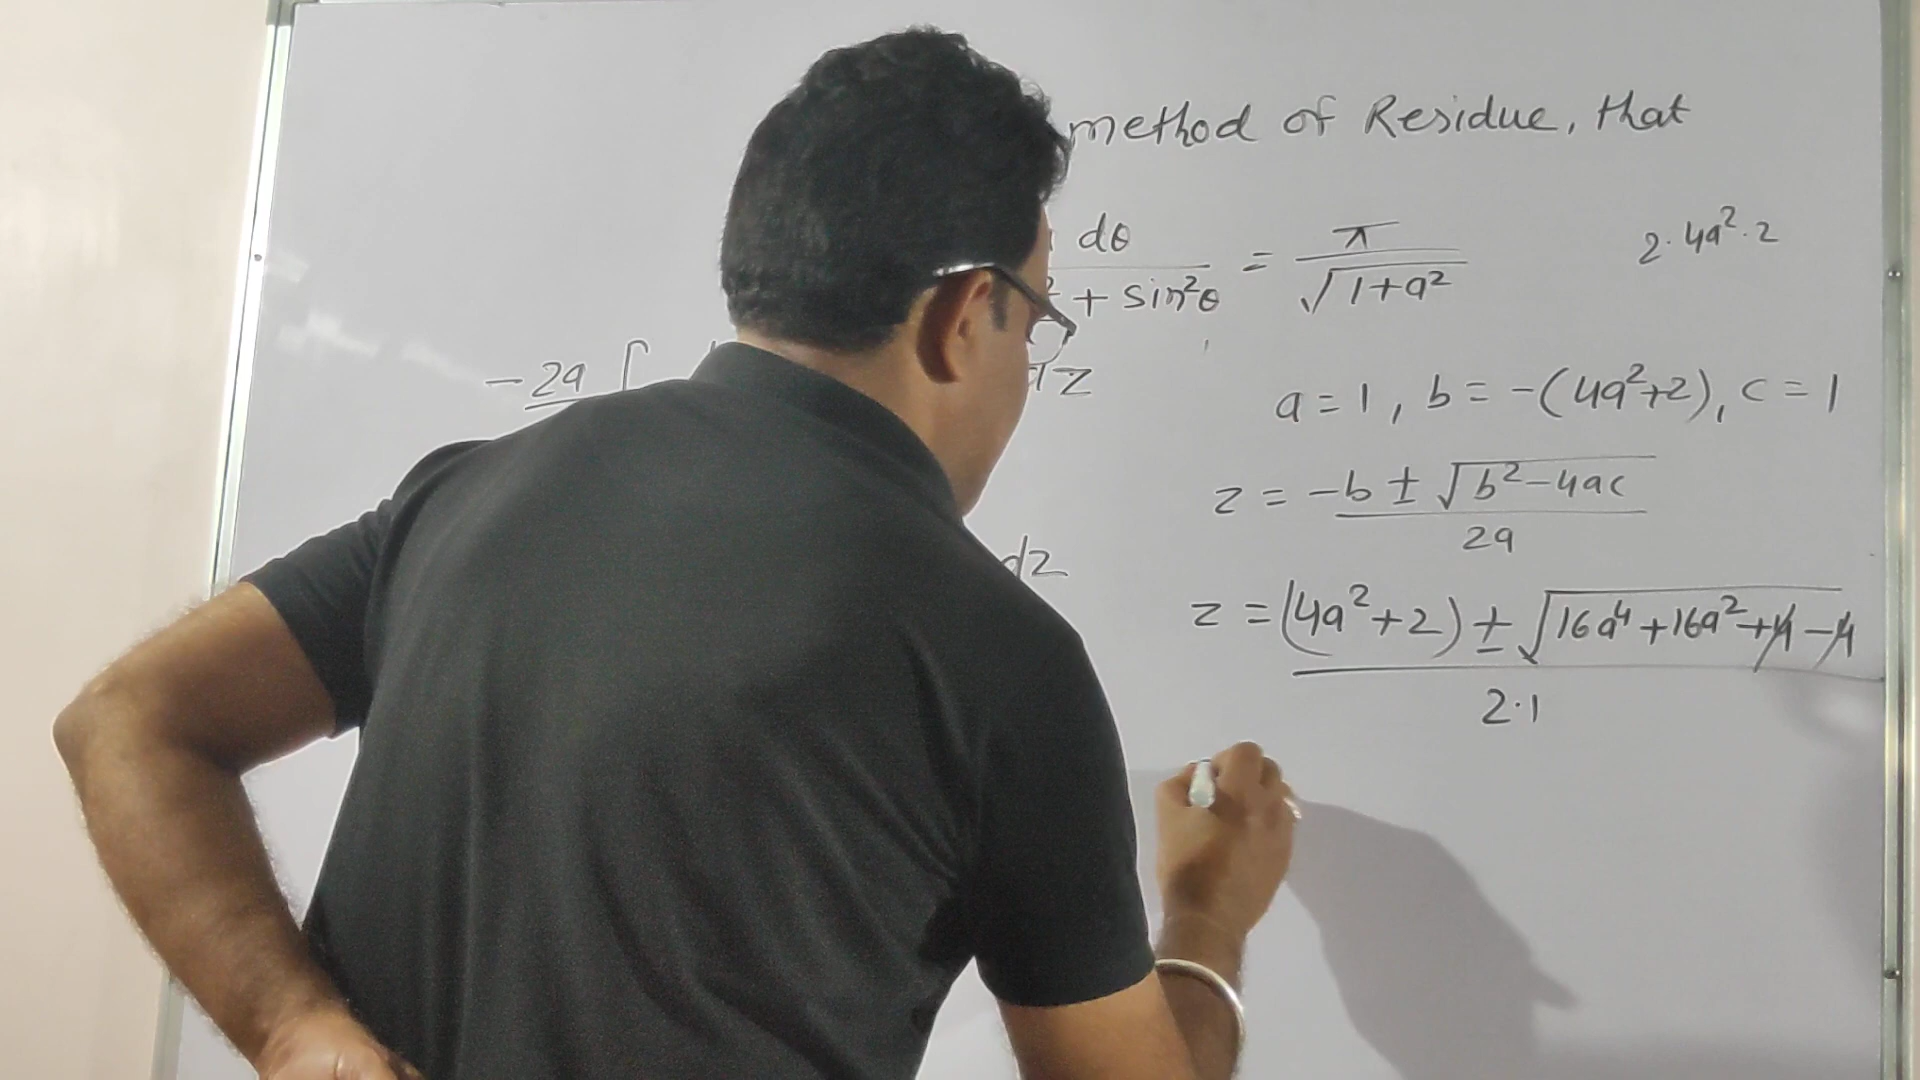 method of Residue, that
dθ / ² + sin²θ = π / √1+a²
2·4a²·2
-2a ∫ dz
a=1, b=-(4a²+2), c=1
z = -b ± √b²-4ac / 2a
dz
z = (4a²+2) ± √16a⁴+16a²+4-4 / 2·1